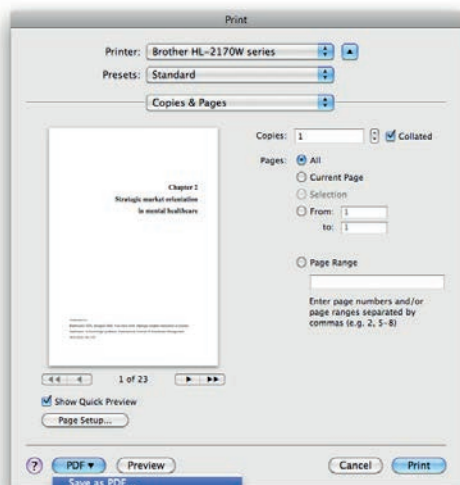 Print
Printer: Brother HL-2170W series
Presets: Standard
Copies & Pages
Copies: 1 Collated
Pages: All
Current Page
Selection
From: 1
to: 1
Page Range
Enter page numbers and/or
page ranges separated by
commas (e.g. 2, 5-8)
Chapter 2
Strategic market orientation
in mental healthcare
1 of 23
Show Quick Preview
Page Setup...
? PDF Preview Cancel Print
Save as PDF